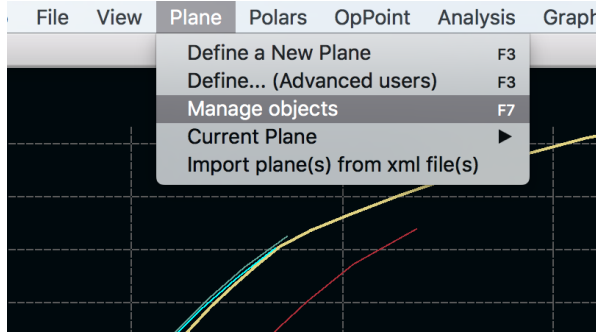 File View Plane Polars OpPoint Analysis
Define a New Plane F3
Define... (Advanced users) F3
Manage objects F7
Current Plane
Import plane(s) from xml file(s)